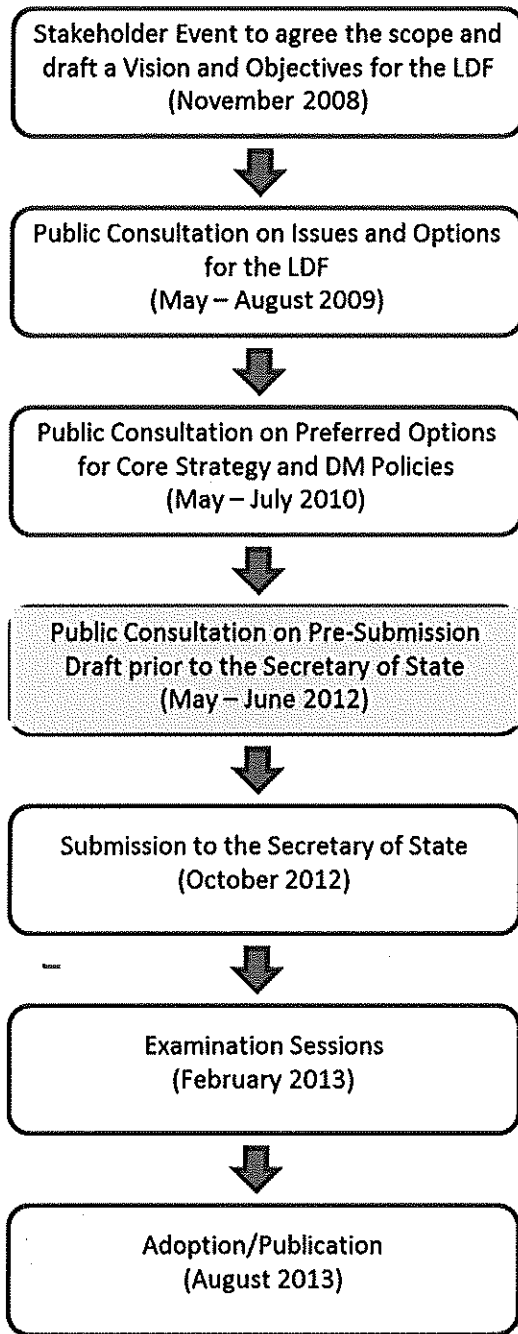 Stakeholder Event to agree the scope and
draft a Vision and Objectives for the LDF
(November 2008)
Public Consultation on Issues and Options
for the LDF
(May – August 2009)
Public Consultation on Preferred Options
for Core Strategy and DM Policies
(May – July 2010)
Public Consultation on Pre-Submission
Draft prior to the Secretary of State
(May – June 2012)
Submission to the Secretary of State
(October 2012)
Examination Sessions
(February 2013)
Adoption/Publication
(August 2013)